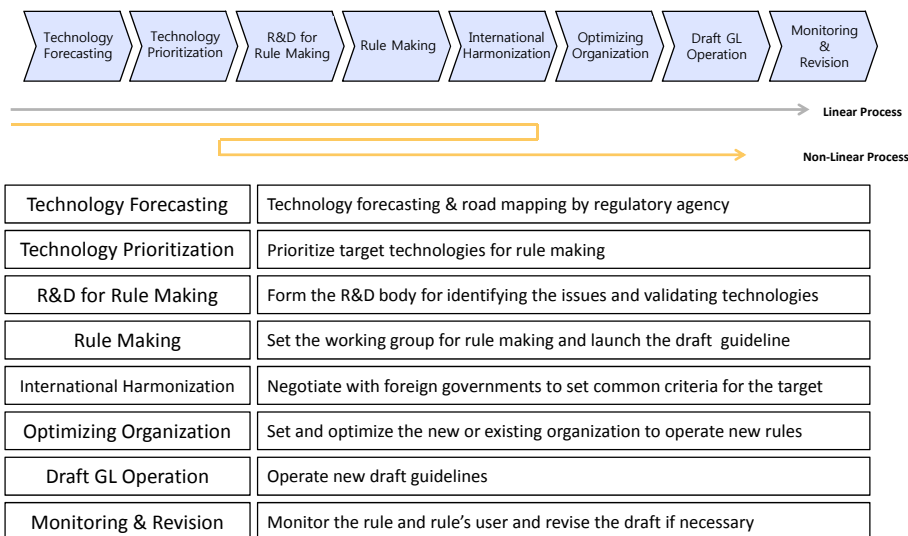 Technology
Forecasting
Technology
Prioritization
R&D for
Rule Making
Rule Making
International
Harmonization
Optimizing
Organization
Draft GL
Operation
Monitoring
&
Revision
Linear Process
Non-Linear Process
Technology Forecasting
Technology forecasting & road mapping by regulatory agency
Technology Prioritization
Prioritize target technologies for rule making
R&D for Rule Making
Form the R&D body for identifying the issues and validating technologies
Rule Making
Set the working group for rule making and launch the draft guideline
International Harmonization
Negotiate with foreign governments to set common criteria for the target
Optimizing Organization
Set and optimize the new or existing organization to operate new rules
Draft GL Operation
Operate new draft guidelines
Monitoring & Revision
Monitor the rule and rule's user and revise the draft if necessary